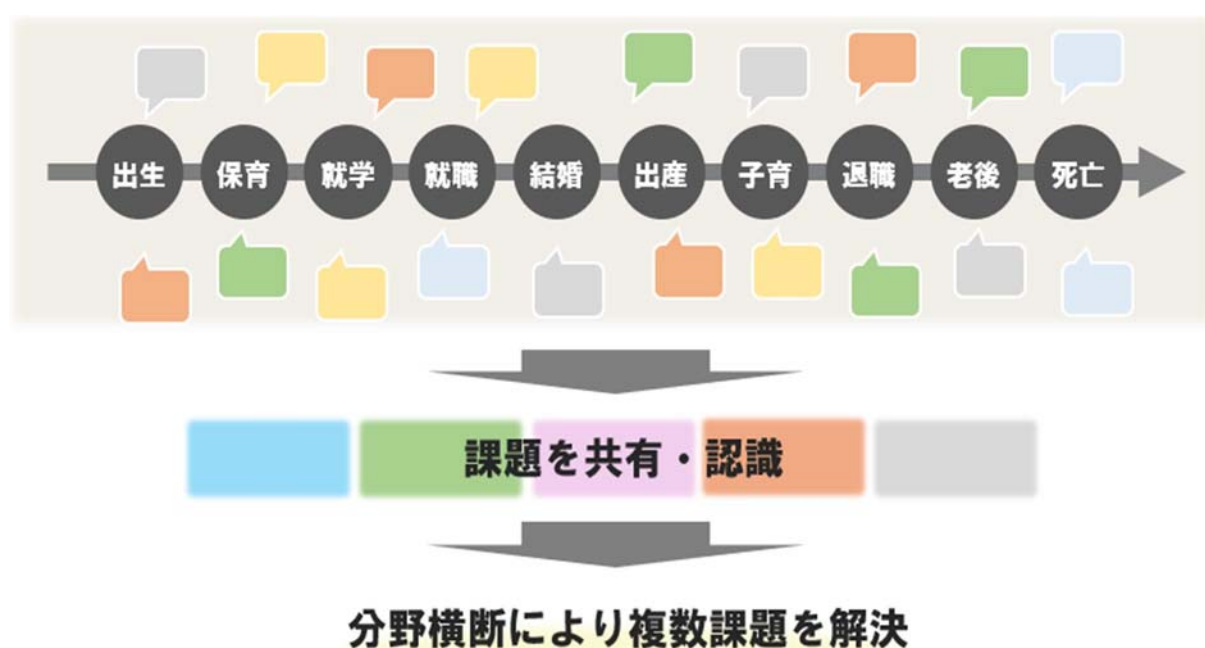 出生 保育 就学 就職 結婚 出産 子育 退職 老後 死亡
課題を共有・認識
分野横断により複数課題を解決